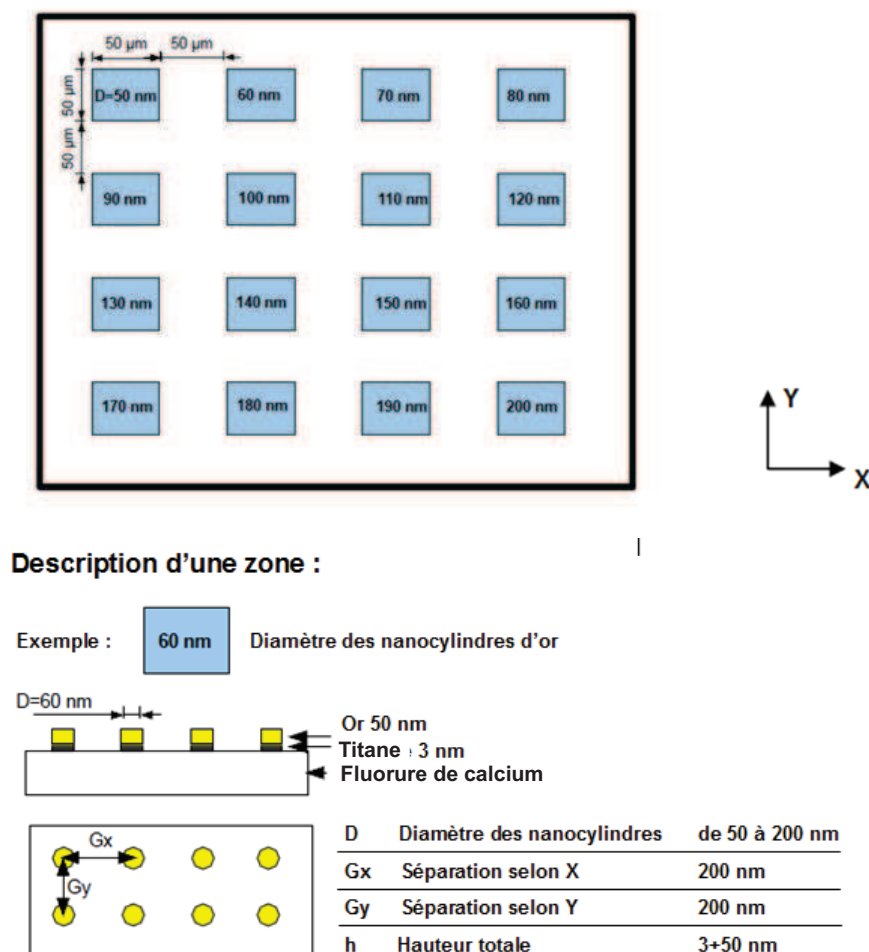 50 µm 50 µm
50 µm
50 µm
D=50 nm 60 nm 70 nm 80 nm
90 nm 100 nm 110 nm 120 nm
130 nm 140 nm 150 nm 160 nm
170 nm 180 nm 190 nm 200 nm
Y
X
Description d'une zone :
Exemple : 60 nm Diamètre des nanocylindres d'or
D=60 nm
Or 50 nm
Titane : 3 nm
Fluorure de calcium
Gx
Gy
D Diamètre des nanocylindres de 50 à 200 nm
Gx Séparation selon X 200 nm
Gy Séparation selon Y 200 nm
h Hauteur totale 3+50 nm